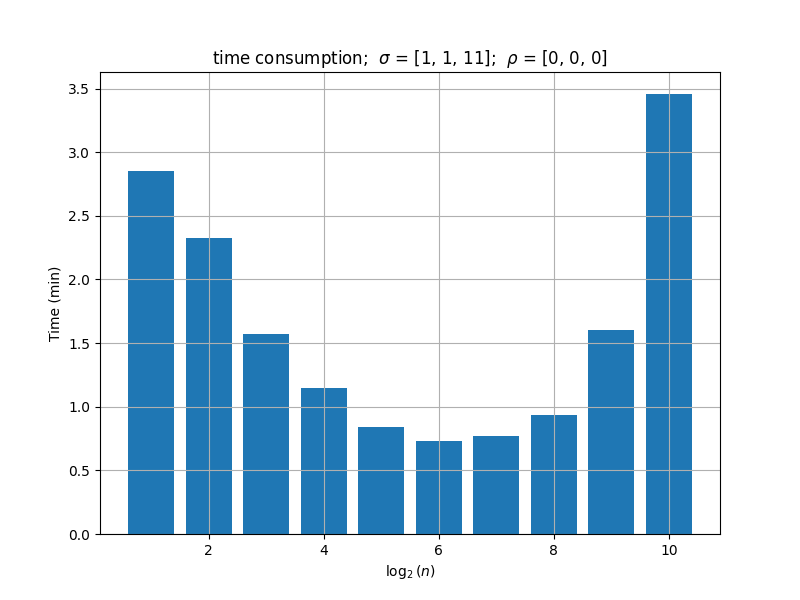 time consumption; σ = [1, 1, 11]; ρ = [0, 0, 0]
3.5
3.0
2.5
2.0
1.5
1.0
0.5
0.0
Time (min)
2 4 6 8 10
log₂(n)